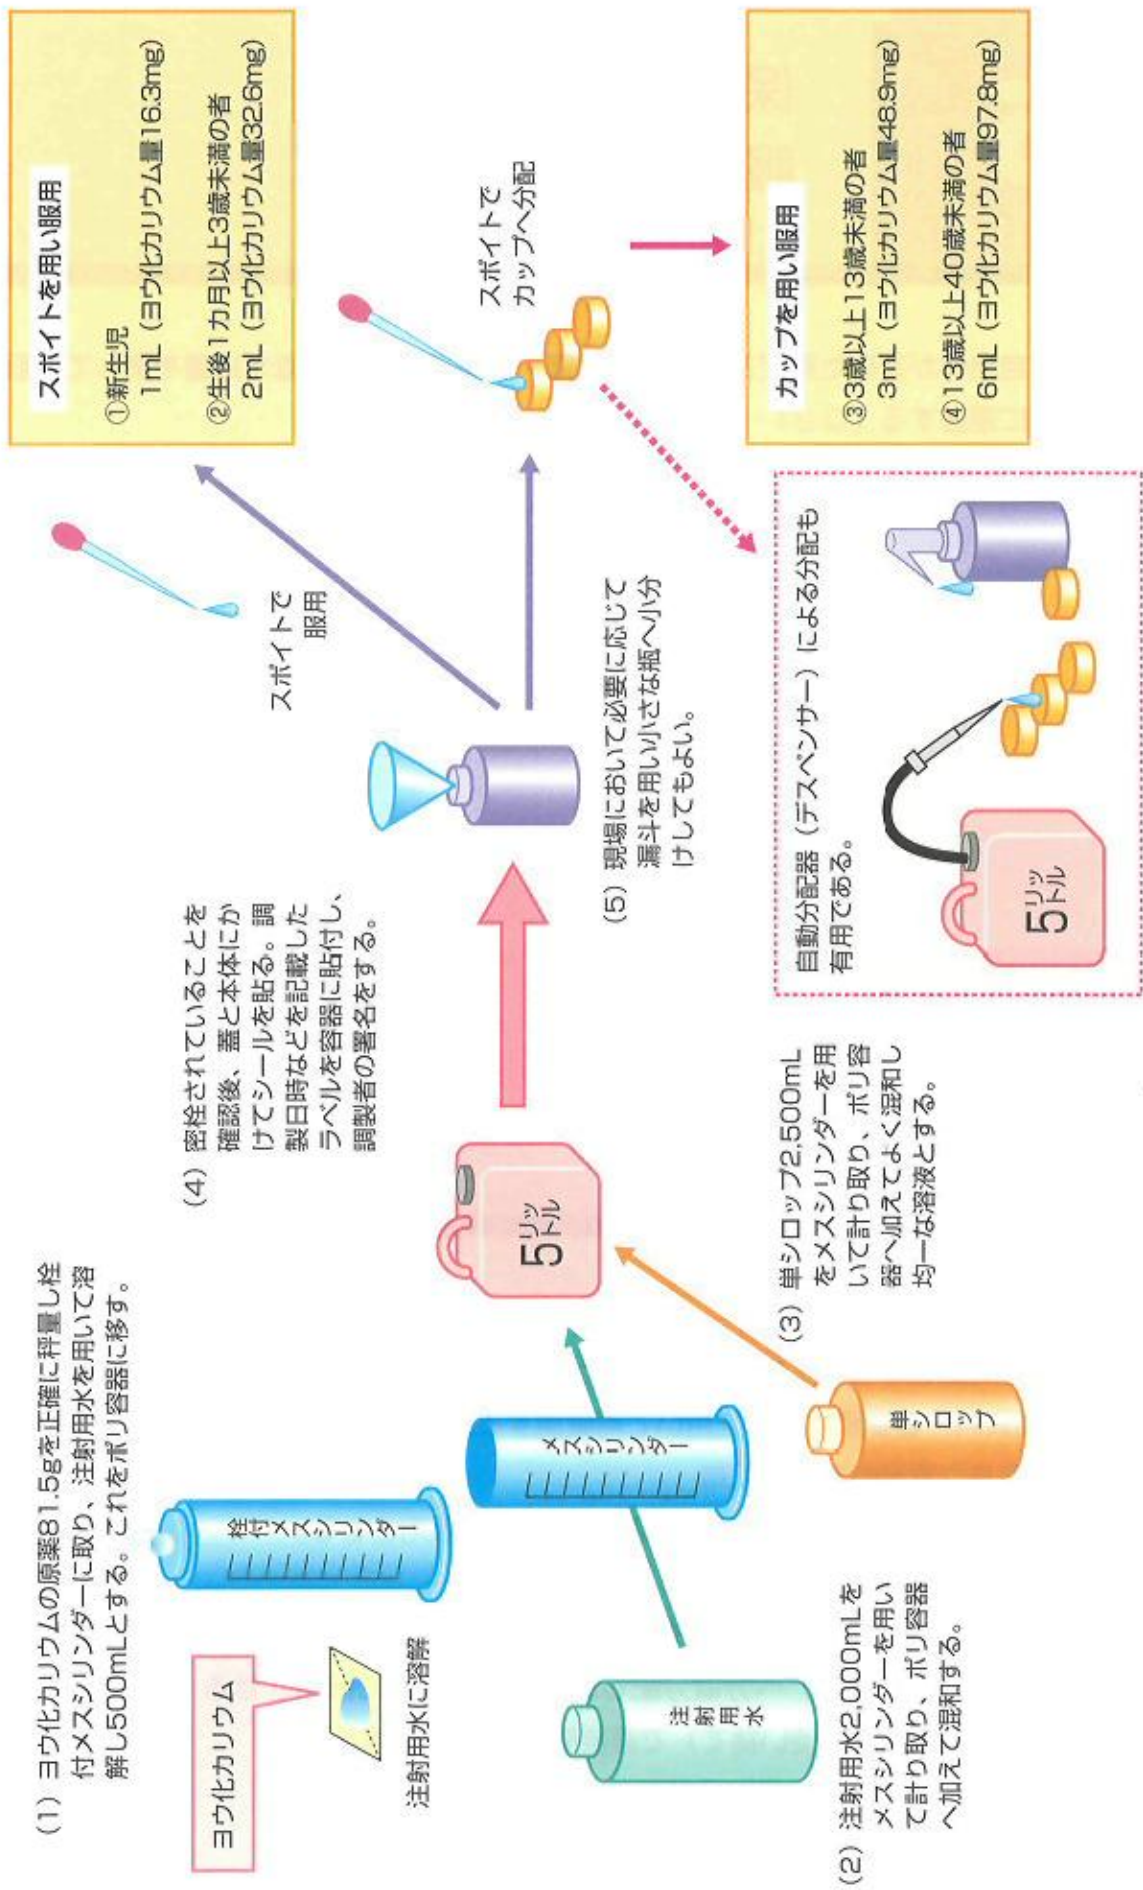 (1) ヨウ化カリウムの原薬81.5gを正確に秤量し栓
付メスシリンダーに取り、注射用水を用いて溶
解し500mLとする。これをポリ容器に移す。
ヨウ化カリウム
注射用水に溶解
栓付メスシリンダー
(2) 注射用水2,000mLを
メスシリンダーを用い
て計り取り、ポリ容器
へ加えて混和する。
注射用水
メスシリンダー
(3) 単シロップ2,500mL
をメスシリンダーを用
いて計り取り、ポリ容
器へ加えてよく混和し
均一な溶液とする。
単シロップ
5リッ
トル
(4) 密栓されていることを
確認後、蓋と本体にか
けてシールを貼る。調
製日時などを記載した
ラベルを容器に貼付し、
調製者の署名をする。
(5) 現場において必要に応じて
漏斗を用い小さな瓶へ小分
けしてもよい。
スポイトで
服用
スポイトを用い服用
①新生児
1mL（ヨウ化カリウム量16.3mg）
②生後1カ月以上3歳未満の者
2mL（ヨウ化カリウム量32.6mg）
スポイトで
カップへ分配
カップを用い服用
③3歳以上13歳未満の者
3mL（ヨウ化カリウム量48.9mg）
④13歳以上40歳未満の者
6mL（ヨウ化カリウム量97.8mg）
自動分配器（デスペンサー）による分配も
有用である。
5リッ
トル